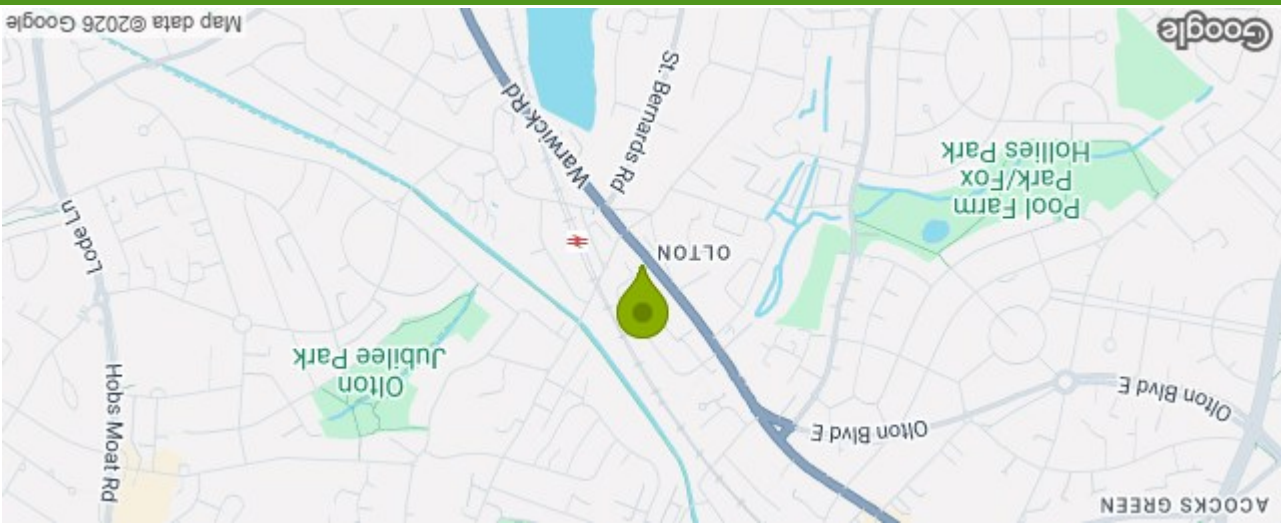 ACOCKS GREEN
Olton Blvd E
Olton Blvd E
Hobs Moat Rd
Olton
Jubilee Park
OLTON
Pool Farm
Park/Fox
Hollies Park
Lode Ln
St. Bernards Rd
Warwick Rd
Google
Map data ©2026 Google